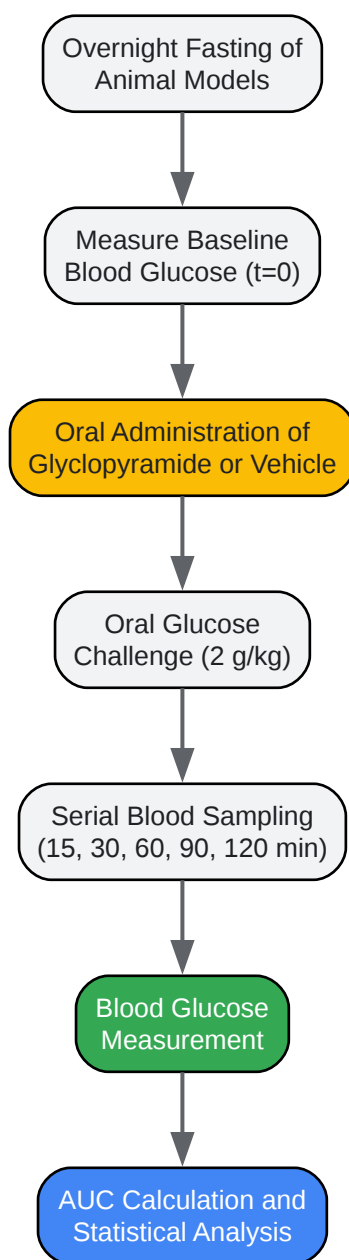 Overnight Fasting of
Animal Models
Measure Baseline
Blood Glucose (t=0)
Oral Administration of
Glyclopyramide or Vehicle
Oral Glucose
Challenge (2 g/kg)
Serial Blood Sampling
(15, 30, 60, 90, 120 min)
Blood Glucose
Measurement
AUC Calculation and
Statistical Analysis